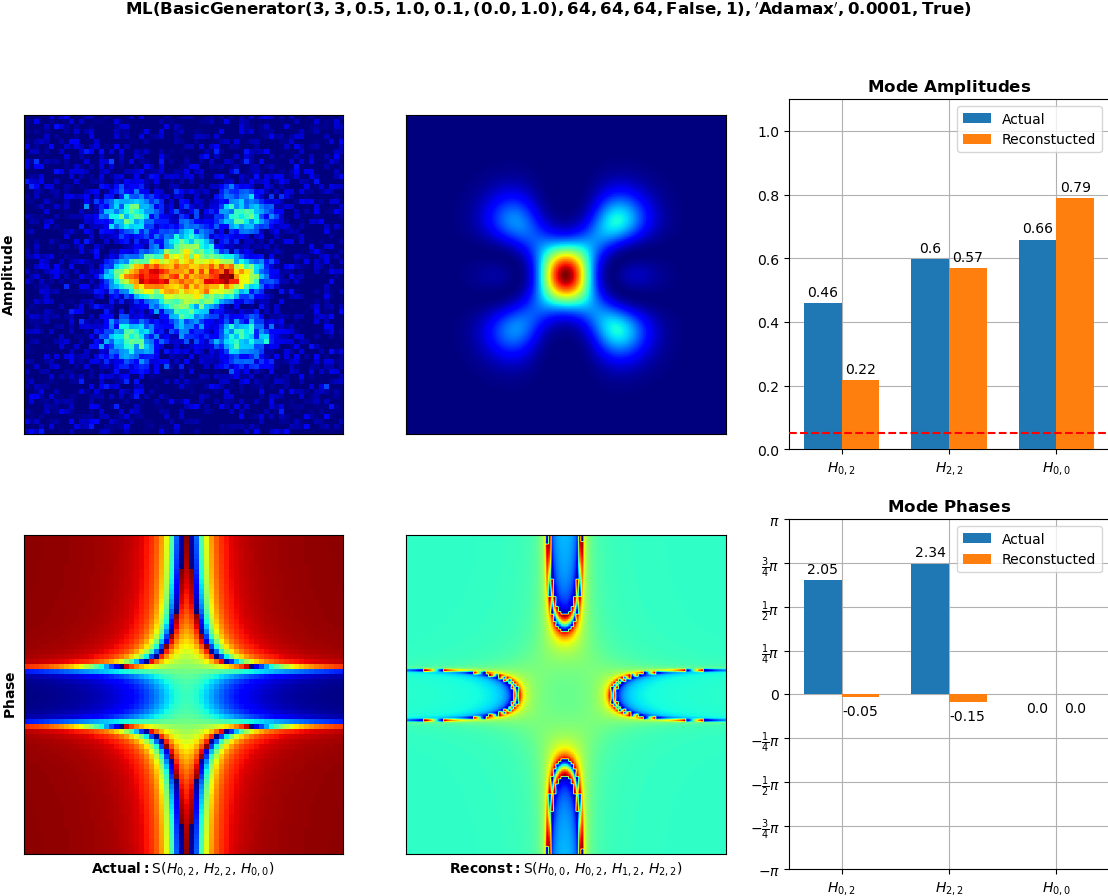 ML(BasicGenerator(3, 3, 0.5, 1.0, 0.1, (0.0, 1.0), 64, 64, 64, False, 1), ′Adamax′, 0.0001, True)
Amplitude
Mode Amplitudes
Actual
Reconstucted
1.0
0.8
0.6
0.4
0.2
0.0
0.46
0.22
0.6
0.57
0.66
0.79
H0,2
H2,2
H0,0
Phase
Actual: S(H0,2, H2,2, H0,0)
Reconst: S(H0,0, H0,2, H1,2, H2,2)
Mode Phases
Actual
Reconstucted
π
3/4π
1/2π
1/4π
0
−1/4π
−1/2π
−3/4π
−π
2.05
-0.05
2.34
-0.15
0.0
0.0
H0,2
H2,2
H0,0